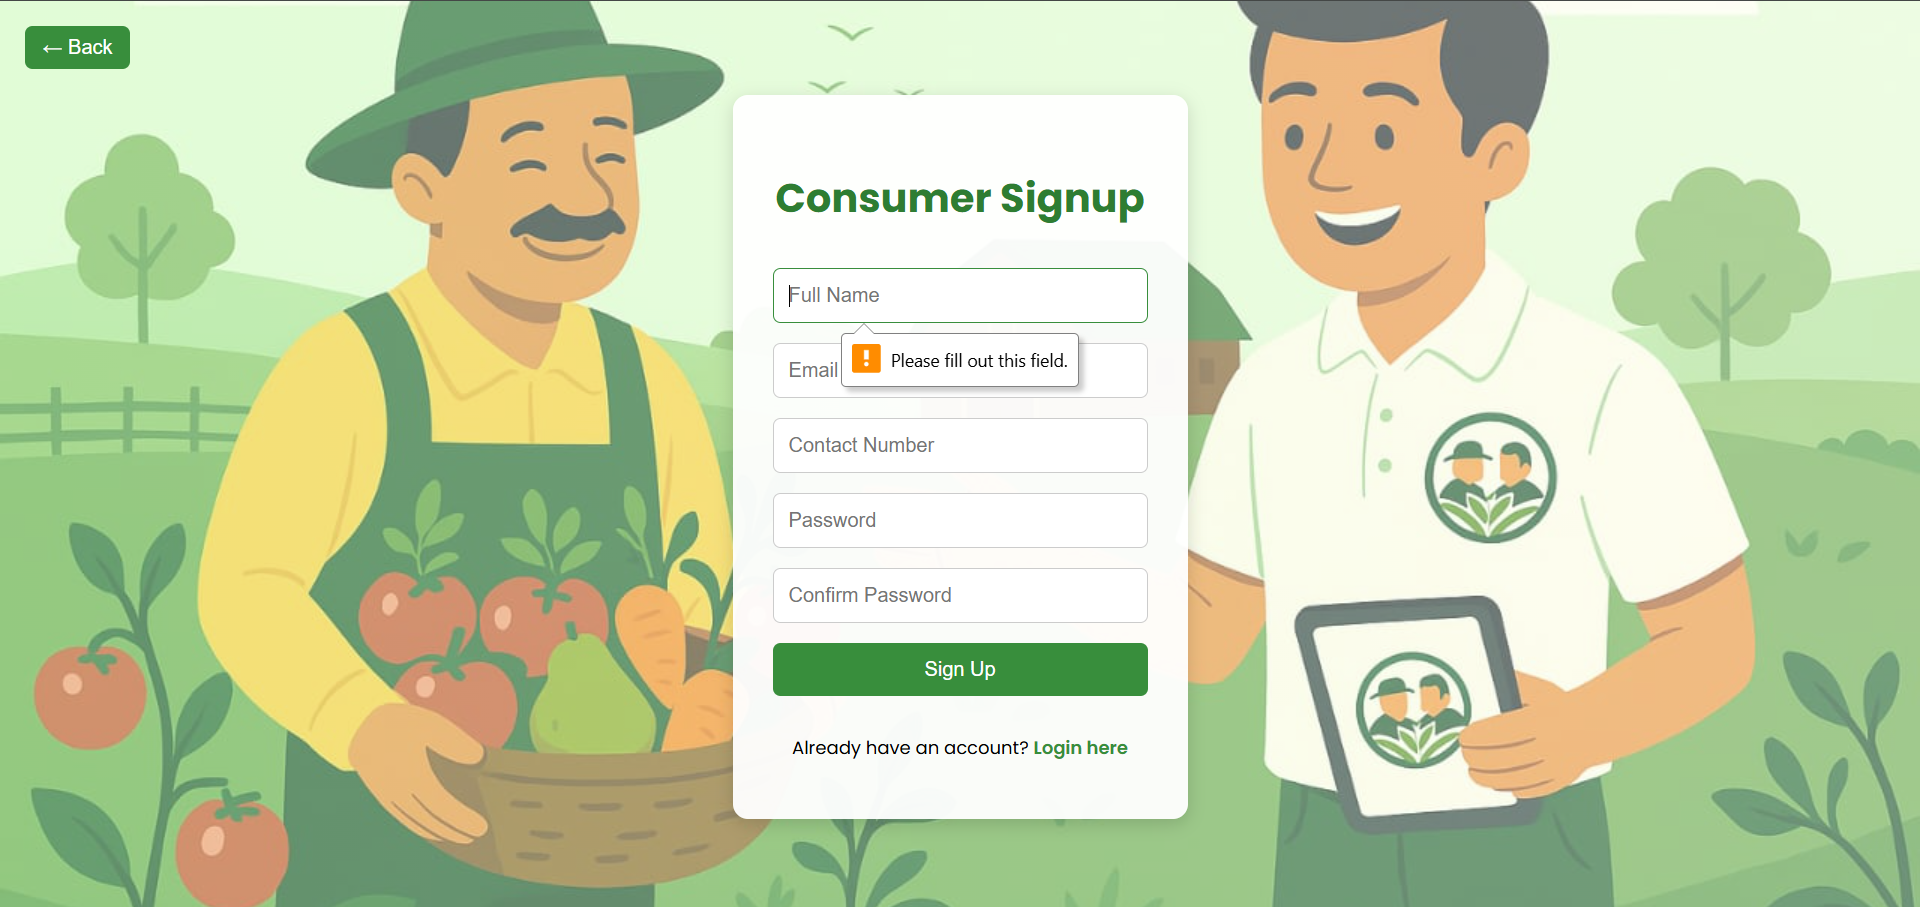 ← Back
Consumer Signup
Full Name
Please fill out this field.
Email
Contact Number
Password
Confirm Password
Sign Up
Already have an account? Login here